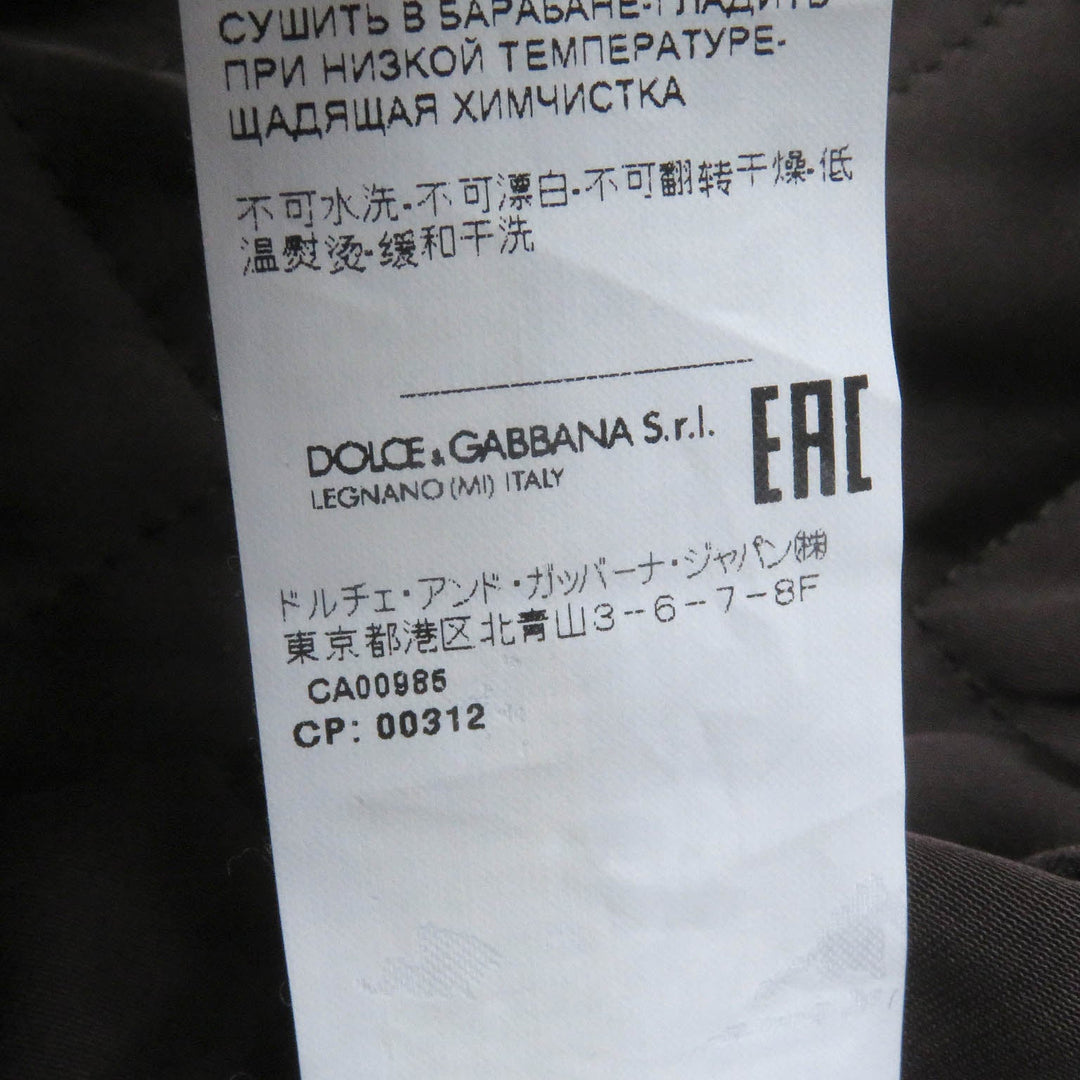 СУШИТЬ В БАРАБАНЕ-ГЛАДИТЬ
ПРИ НИЗКОЙ ТЕМПЕРАТУРЕ-
ЩАДЯЩАЯ ХИМЧИСТКА
不可水洗-不可漂白-不可翻转干燥-低
温熨烫-缓和干洗
DOLCE & GABBANA S.r.l.
LEGNANO (MI) ITALY
EAC
ドルチェ・アンド・ガッバーナ・ジャパン㈱
東京都港区北青山3-6-7-8F
CA00985
CP: 00312